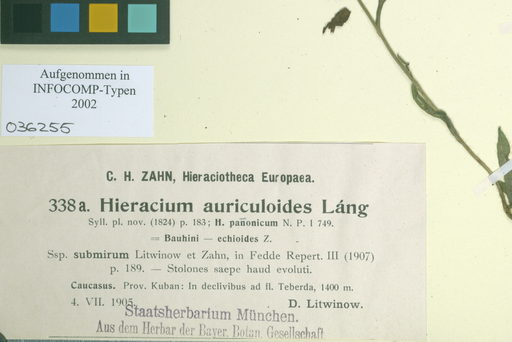 Aufgenommen in
INFOCOMP-Typen
2002
036255
C. H. ZAHN, Hieraciotheca Europaea.
338a. Hieracium auriculoides Láng
Syll. pl. nov. (1824) p. 183; H. pannonicum N. P. I 749.
= Bauhini — echioides Z.
Ssp. submirum Litwinow et Zahn, in Fedde Repert. III (1907)
p. 189. — Stolones saepe haud evoluti.
Caucasus. Prov. Kuban: In declivibus ad fl. Teberda, 1400 m.
4. VII. 1905. D. Litwinow.
Staatsherbarium München.
Aus dem Herbar der Bayer. Botan. Gesellschaft